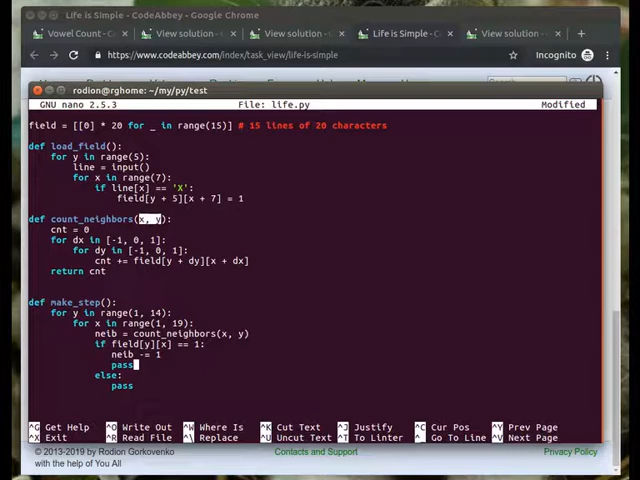 Life is Simple - CodeAbbey - Google Chrome
Vowel Count - C
View solution -
View solution -
Life is Simple -
View solution -
https://www.codeabbey.com/index/task_view/life-is-simple
Incognito
rodion@rghome: ~/my/py/test
GNU nano 2.5.3 File: life.py Modified
field = [[0] * 20 for _ in range(15)] # 15 lines of 20 characters
def load_field():
for y in range(5):
line = input()
for x in range(7):
if line[x] == 'X':
field[y + 5][x + 7] = 1
def count_neighbors(x, y):
cnt = 0
for dx in [-1, 0, 1]:
for dy in [-1, 0, 1]:
cnt += field[y + dy][x + dx]
return cnt
def make_step():
for y in range(1, 14):
for x in range(1, 19):
neib = count_neighbors(x, y)
if field[y][x] == 1:
neib -= 1
pass
else:
pass
^G Get Help ^O Write Out ^W Where Is ^K Cut Text ^J Justify ^C Cur Pos ^Y Prev Page
^X Exit ^R Read File ^\ Replace ^U Uncut Text ^T To Linter ^_ Go To Line ^V Next Page
© 2013-2019 by Rodion Gorkovenko Contacts and Support Privacy Policy
with the help of You All